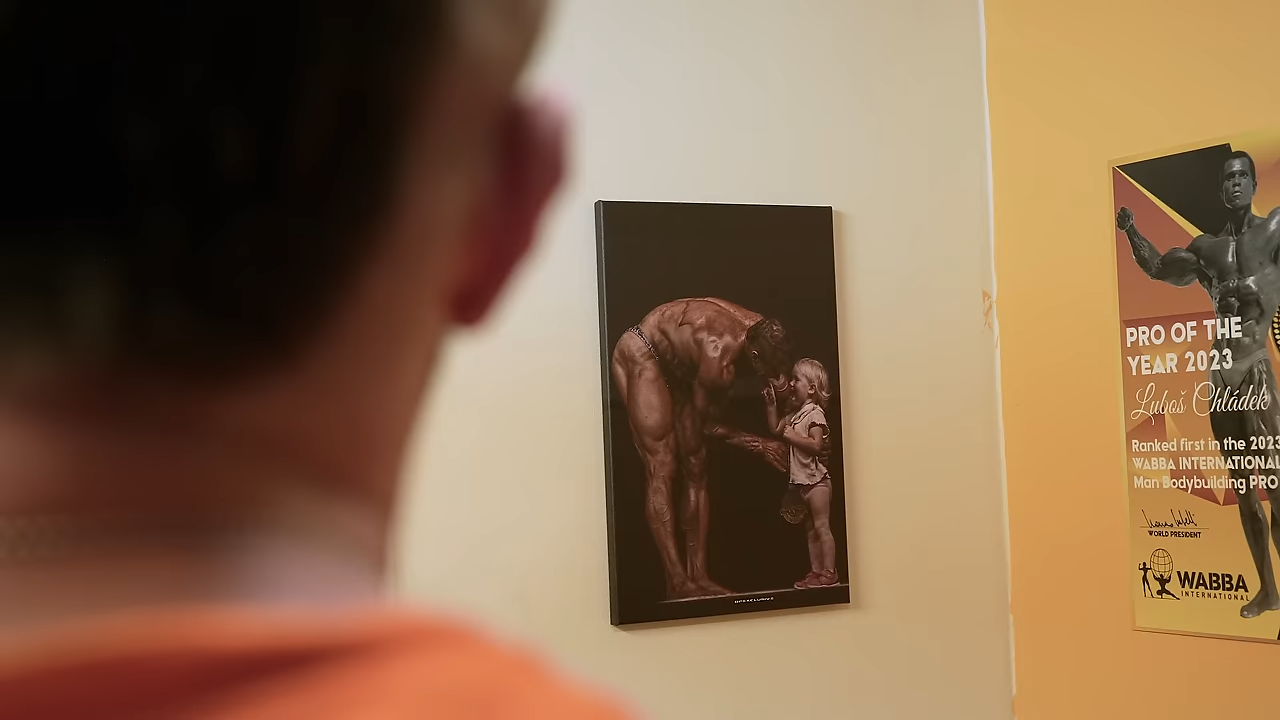 PRO OF THE
YEAR 2023
Luboš Chládek
Ranked first in the 2023
WABBA INTERNATIONAL
Man Bodybuilding PRO
WORLD PRESIDENT
WABBA
INTERNATIONAL